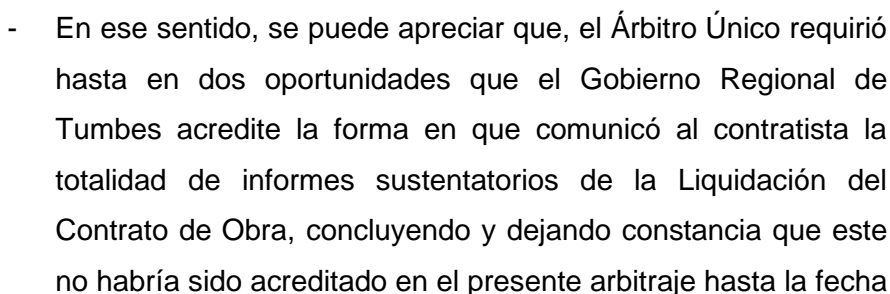 - En ese sentido, se puede apreciar que, el Árbitro Único requirió
hasta en dos oportunidades que el Gobierno Regional de
Tumbes acredite la forma en que comunicó al contratista la
totalidad de informes sustentatorios de la Liquidación del
Contrato de Obra, concluyendo y dejando constancia que este
no habría sido acreditado en el presente arbitraje hasta la fecha